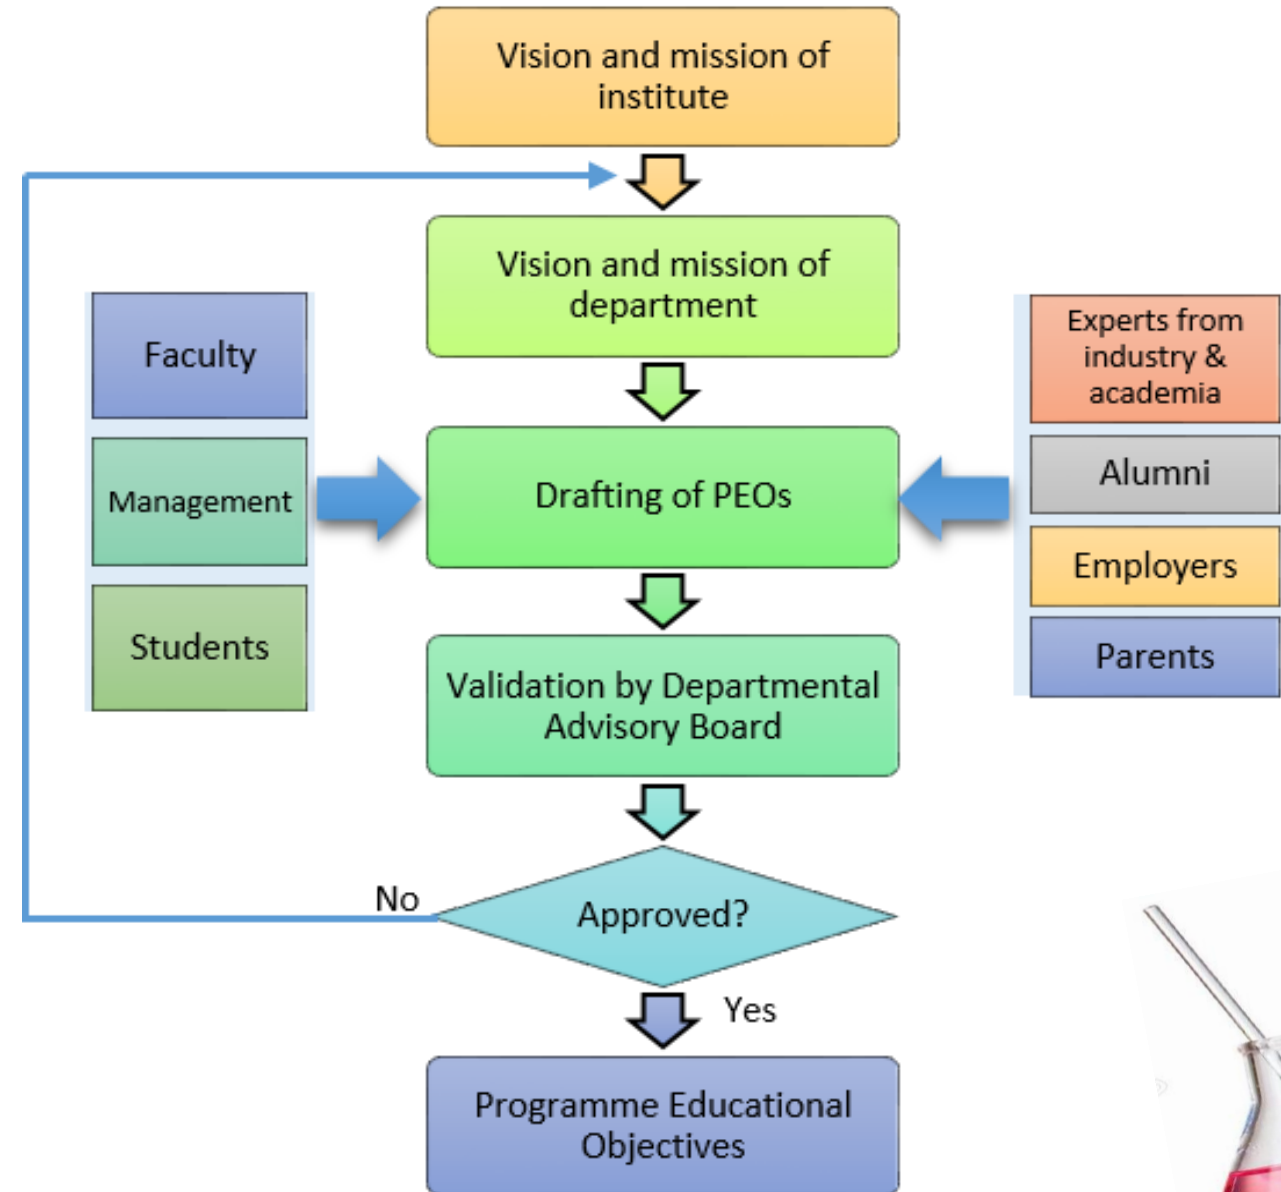 Vision and mission of
institute
Vision and mission of
department
Faculty
Management
Students
Drafting of PEOs
Experts from
industry &
academia
Alumni
Employers
Parents
Validation by Departmental
Advisory Board
Approved?
No
Yes
Programme Educational
Objectives